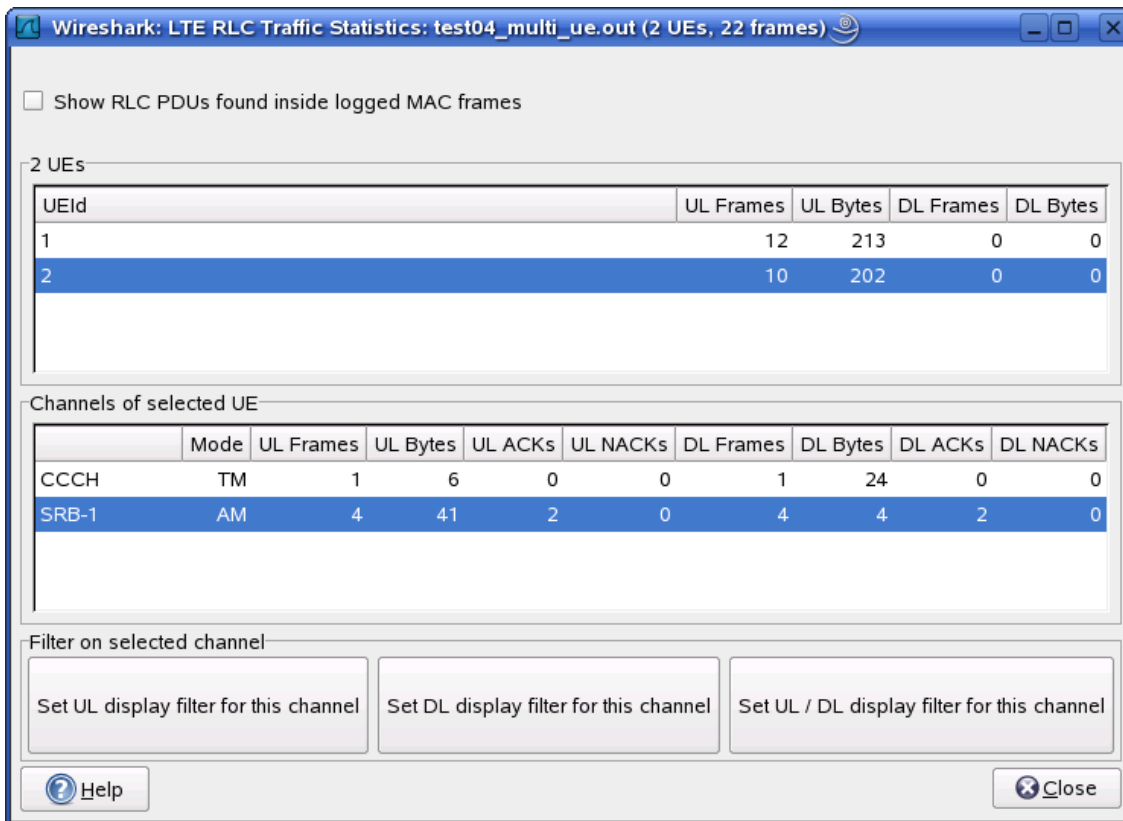 Wireshark: LTE RLC Traffic Statistics: test04_multi_ue.out (2 UEs, 22 frames)
Show RLC PDUs found inside logged MAC frames
2 UEs
UEId UL Frames UL Bytes DL Frames DL Bytes
1 12 213 0 0
2 10 202 0 0
Channels of selected UE
Mode UL Frames UL Bytes UL ACKs UL NACKs DL Frames DL Bytes DL ACKs DL NACKs
CCCH TM 1 6 0 0 1 24 0 0
SRB-1 AM 4 41 2 0 4 4 2 0
Filter on selected channel
Set UL display filter for this channel Set DL display filter for this channel Set UL / DL display filter for this channel
Help Close